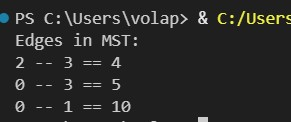 PS C:\Users\volap> & C:/Users
Edges in MST:
2 -- 3 == 4
0 -- 3 == 5
0 -- 1 == 10